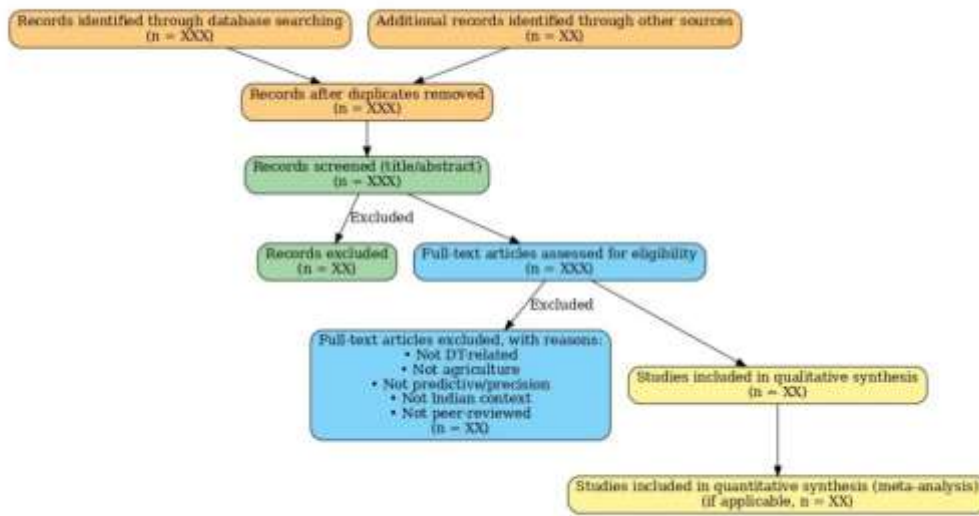 Records identified through database searching
(n = XXX)
Additional records identified through other sources
(n = XX)
Records after duplicates removed
(n = XXX)
Records screened (title/abstract)
(n = XXX)
Excluded
Records excluded
(n = XX)
Full-text articles assessed for eligibility
(n = XXX)
Excluded
Full-text articles excluded, with reasons:
• Not DT-related
• Not agriculture
• Not predictive/precision
• Not Indian context
• Not peer-reviewed
(n = XX)
Studies included in qualitative synthesis
(n = XX)
Studies included in quantitative synthesis (meta-analysis)
(if applicable, n = XX)